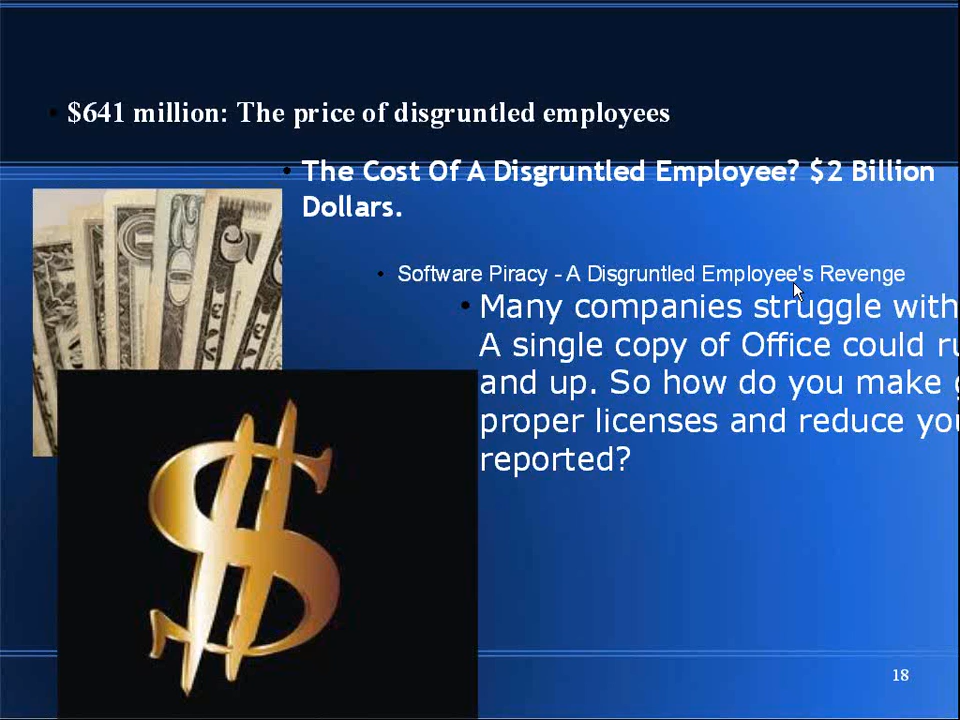 • $641 million: The price of disgruntled employees
• The Cost Of A Disgruntled Employee? $2 Billion
Dollars.
• Software Piracy - A Disgruntled Employee's Revenge
• Many companies struggle with
A single copy of Office could
and up. So how do you make
proper licenses and reduce
reported?
18